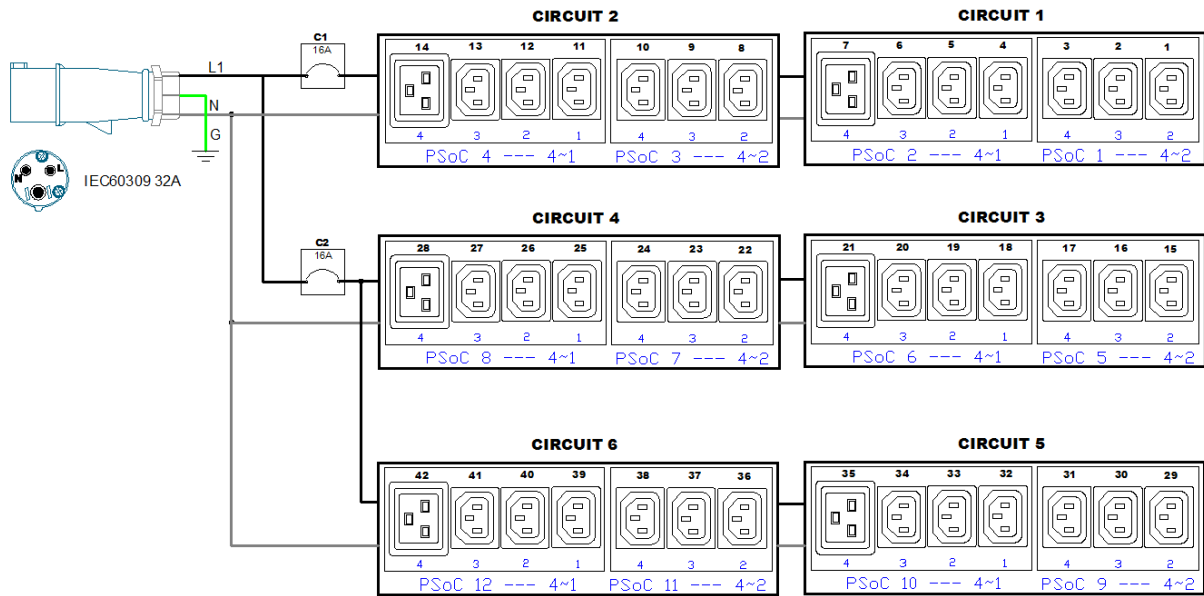 CIRCUIT 2
CIRCUIT 1
C1
16A
14 13 12 11 10 9 8
7 6 5 4 3 2 1
L1
N
G
4 3 2 1 4 3 2
4 3 2 1 4 3 2
PSoC 4 --- 4~1 PSoC 3 --- 4~2
PSoC 2 --- 4~1 PSoC 1 --- 4~2
N L
IEC60309 32A
CIRCUIT 4
CIRCUIT 3
C2
16A
28 27 26 25 24 23 22
21 20 19 18 17 16 15
4 3 2 1 4 3 2
4 3 2 1 4 3 2
PSoC 8 --- 4~1 PSoC 7 --- 4~2
PSoC 6 --- 4~1 PSoC 5 --- 4~2
CIRCUIT 6
CIRCUIT 5
42 41 40 39 38 37 36
35 34 33 32 31 30 29
4 3 2 1 4 3 2
4 3 2 1 4 3 2
PSoC 12 --- 4~1 PSoC 11 --- 4~2
PSoC 10 --- 4~1 PSoC 9 --- 4~2